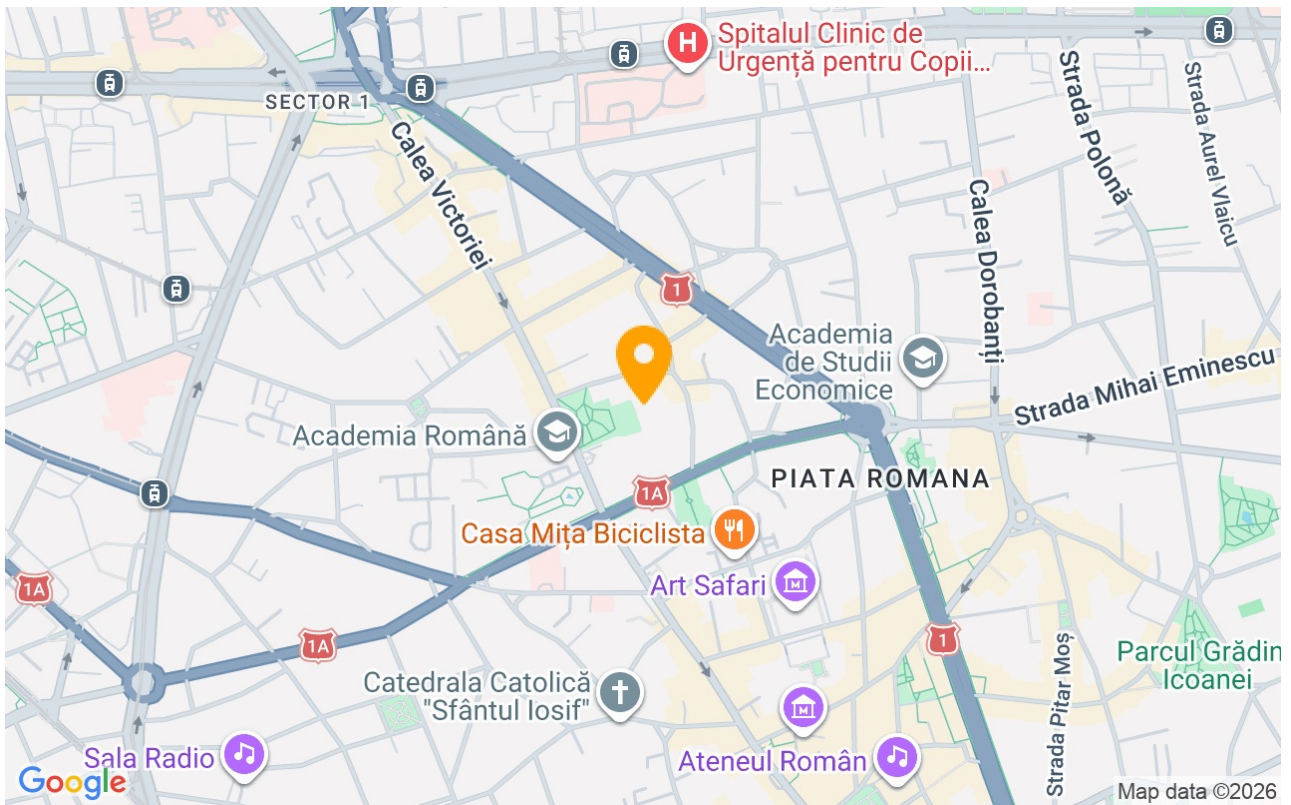 Spitalul Clinic de
Urgență pentru Copii...
SECTOR 1
Calea Victoriei
Strada Polonă
Strada Aurel Vlaicu
Calea Dorobanți
1
Academia
de Studii
Economice
Strada Mihai Eminescu
Academia Română
1A
PIATA ROMANA
Casa Mița Biciclista
Art Safari
1A
1A
1
Strada Pitar Moș
Parcul Grădin
Icoanei
Catedrala Catolică
"Sfântul Iosif"
Sala Radio
Ateneul Român
Google
Map data ©2026